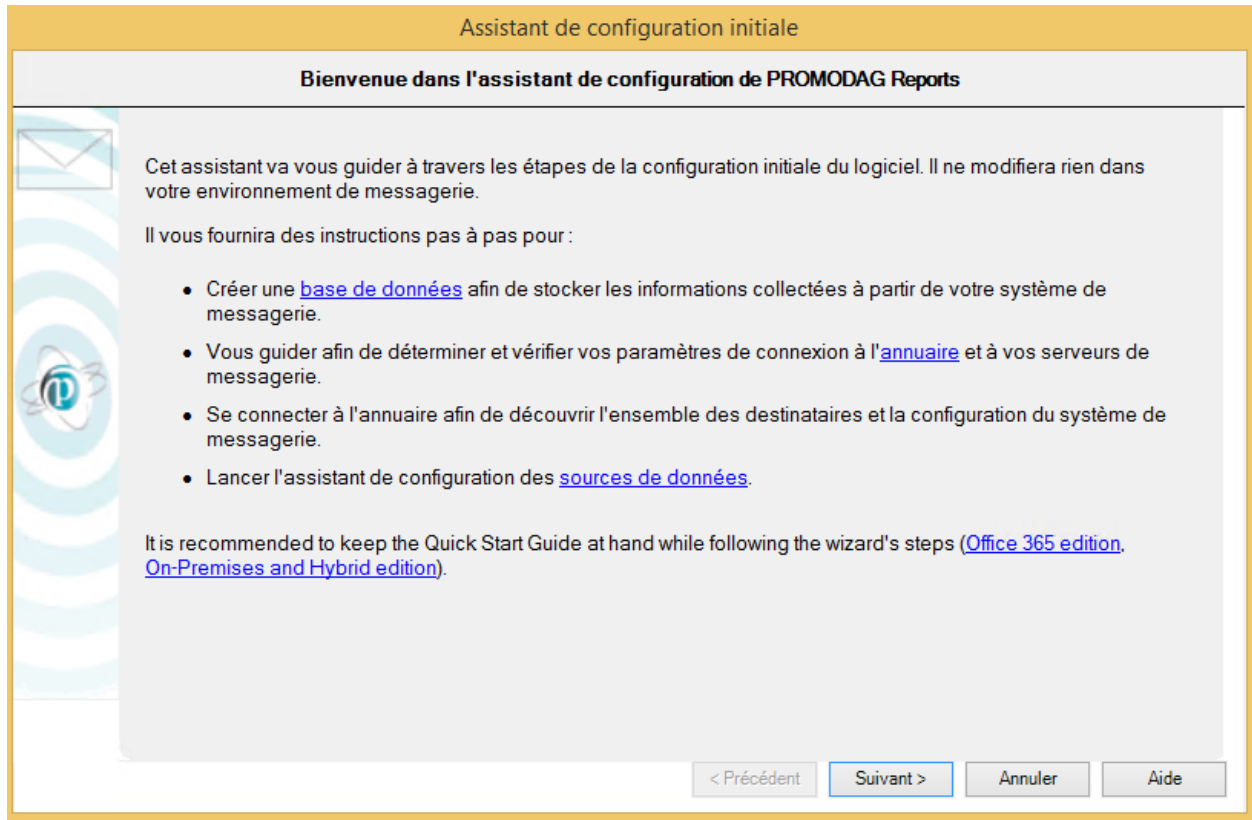 Assistant de configuration initiale
Bienvenue dans l'assistant de configuration de PROMODAG Reports
Cet assistant va vous guider à travers les étapes de la configuration initiale du logiciel. Il ne modifiera rien dans
votre environnement de messagerie.
Il vous fournira des instructions pas à pas pour :
• Créer une base de données afin de stocker les informations collectées à partir de votre système de
messagerie.
• Vous guider afin de déterminer et vérifier vos paramètres de connexion à l'annuaire et à vos serveurs de
messagerie.
• Se connecter à l'annuaire afin de découvrir l'ensemble des destinataires et la configuration du système de
messagerie.
• Lancer l'assistant de configuration des sources de données.
It is recommended to keep the Quick Start Guide at hand while following the wizard's steps (Office 365 edition,
On-Premises and Hybrid edition).
p
< Précédent
Suivant >
Annuler
Aide